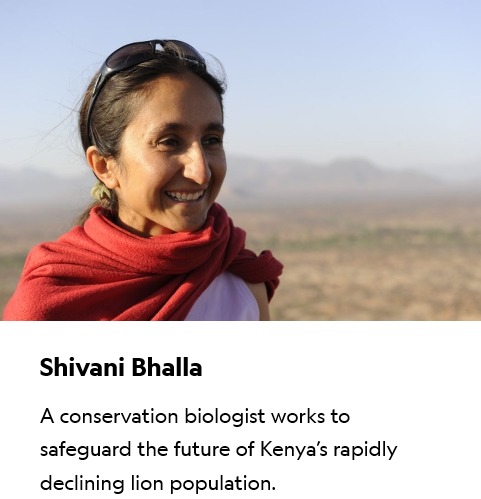 Shivani Bhalla
A conservation biologist works to
safeguard the future of Kenya’s rapidly
declining lion population.